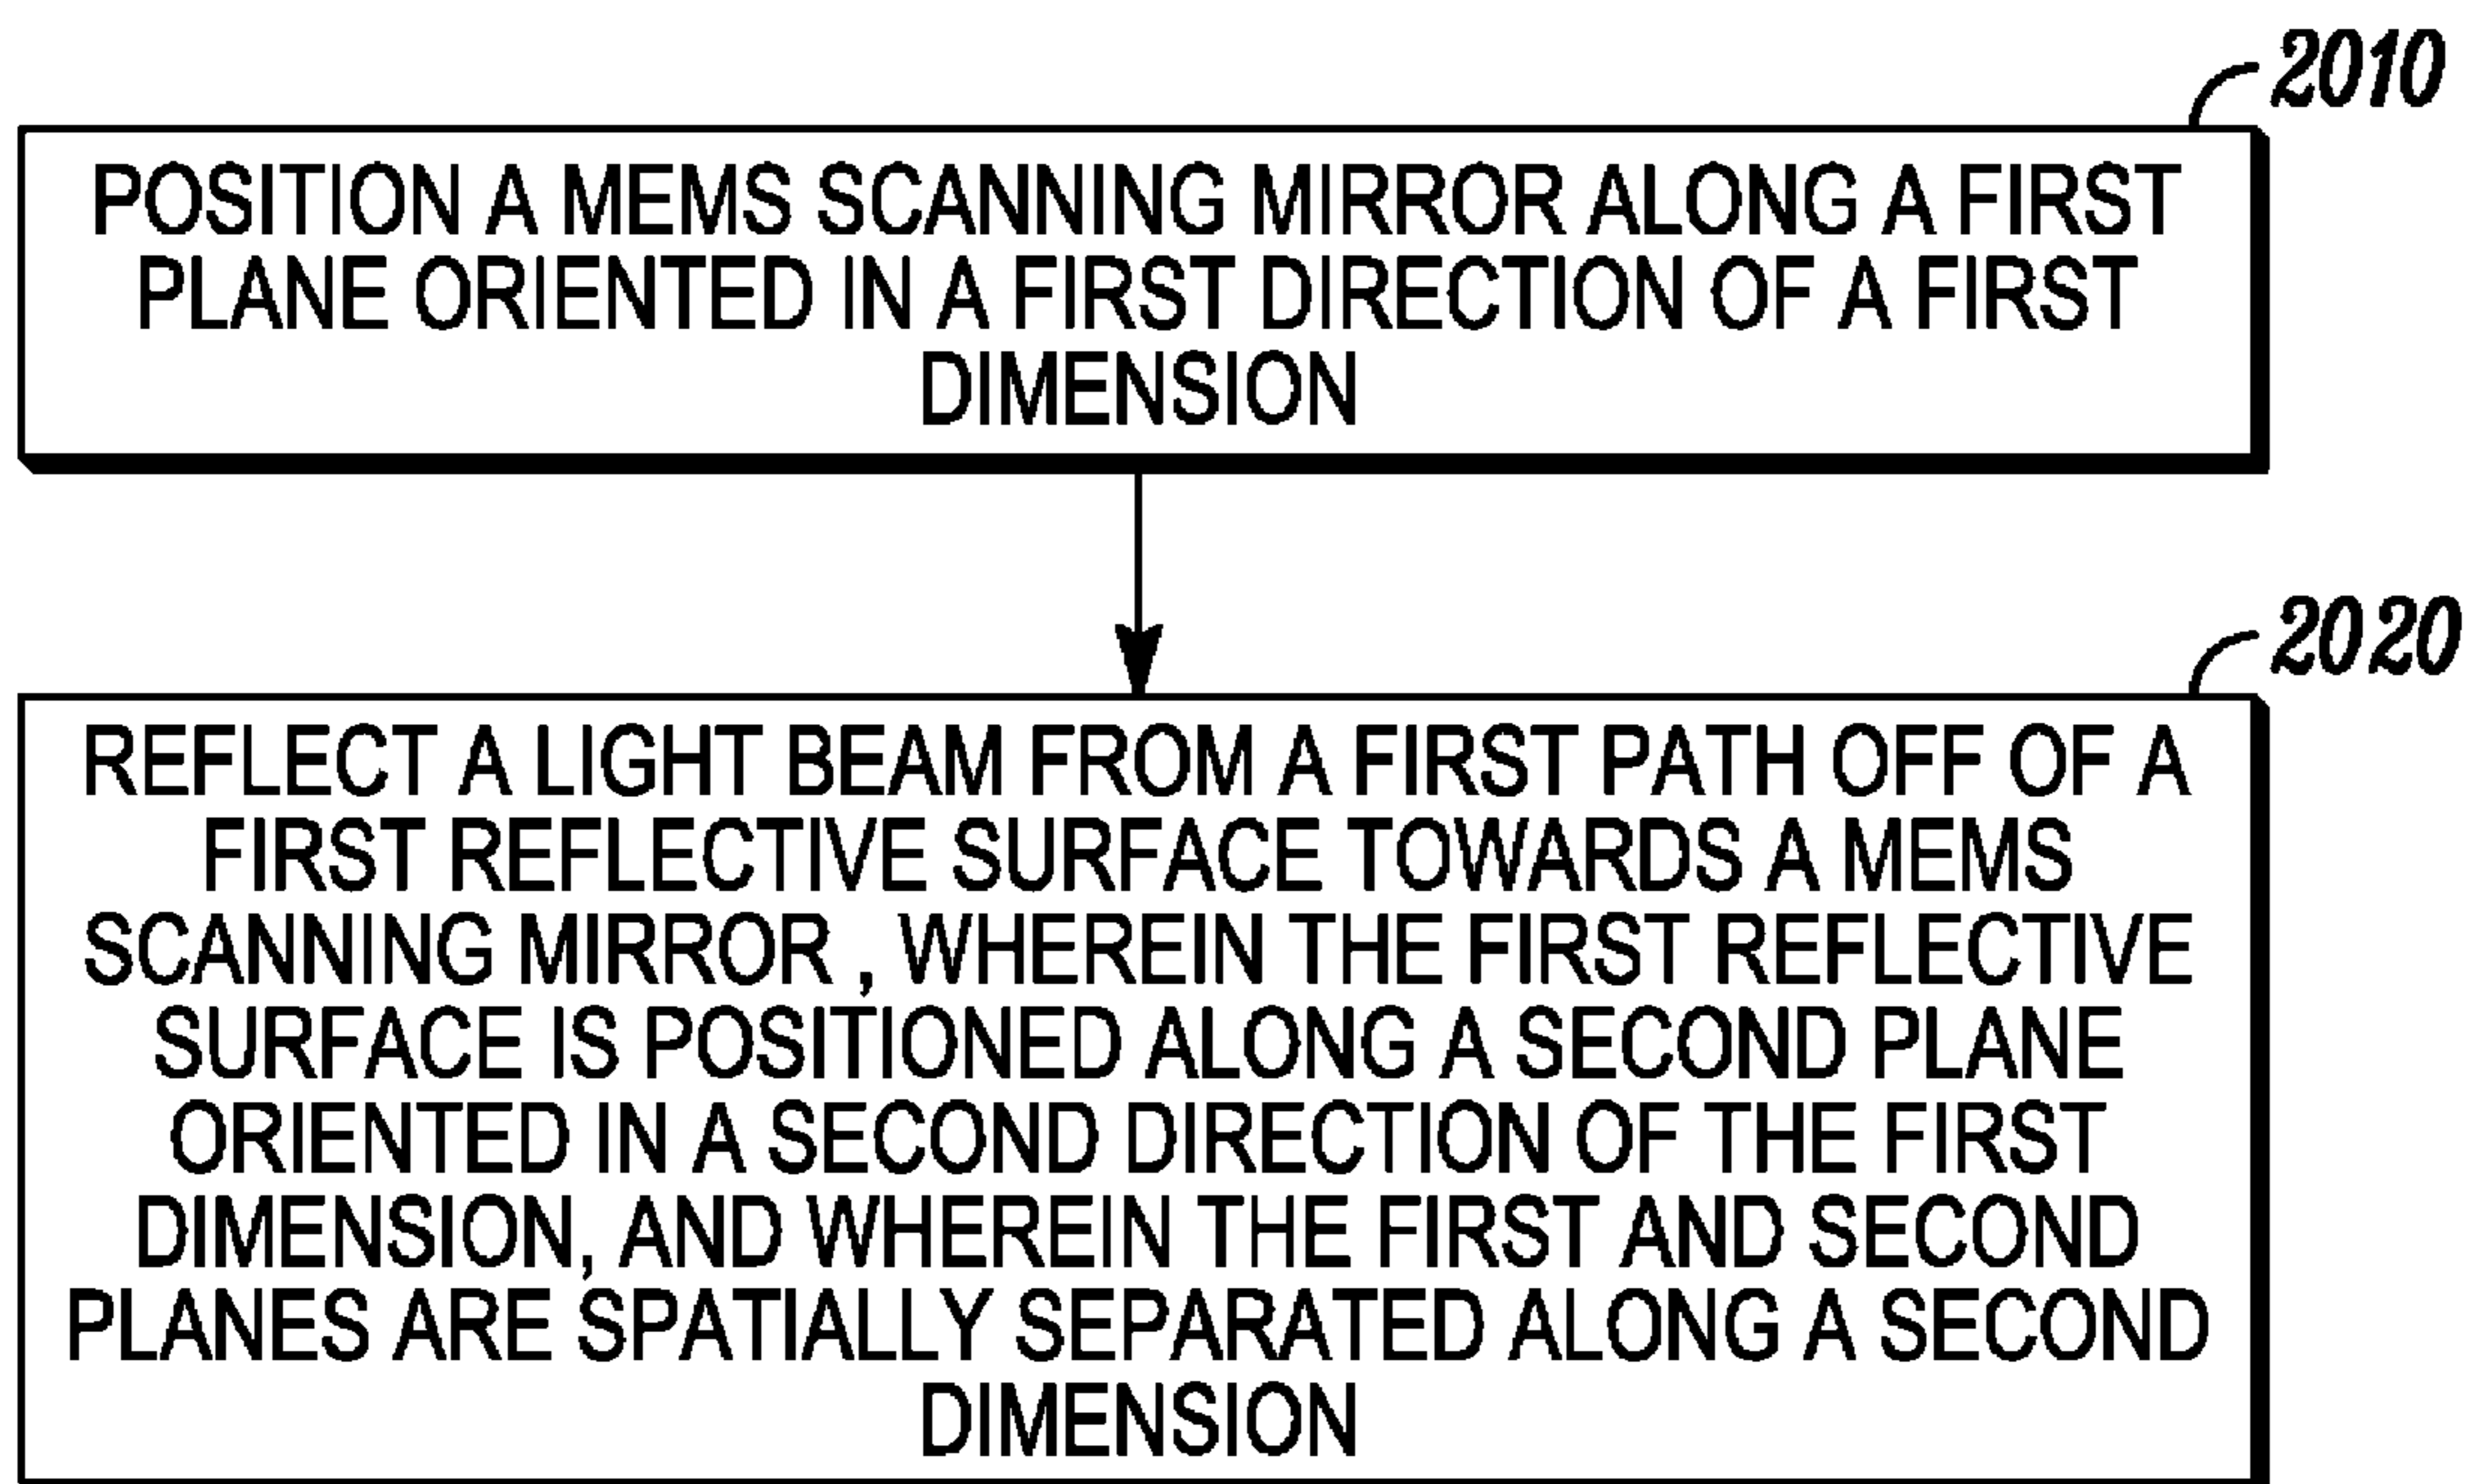 2010
POSITION A MEMS SCANNING MIRROR ALONG A FIRST
PLANE ORIENTED IN A FIRST DIRECTION OF A FIRST
DIMENSION
2020
REFLECT A LIGHT BEAM FROM A FIRST PATH OFF OF A
FIRST REFLECTIVE SURFACE TOWARDS A MEMS
SCANNING MIRROR , WHEREIN THE FIRST REFLECTIVE
SURFACE IS POSITIONED ALONG A SECOND PLANE
ORIENTED IN A SECOND DIRECTION OF THE FIRST
DIMENSION, AND WHEREIN THE FIRST AND SECOND
PLANES ARE SPATIALLY SEPARATED ALONG A SECOND
DIMENSION